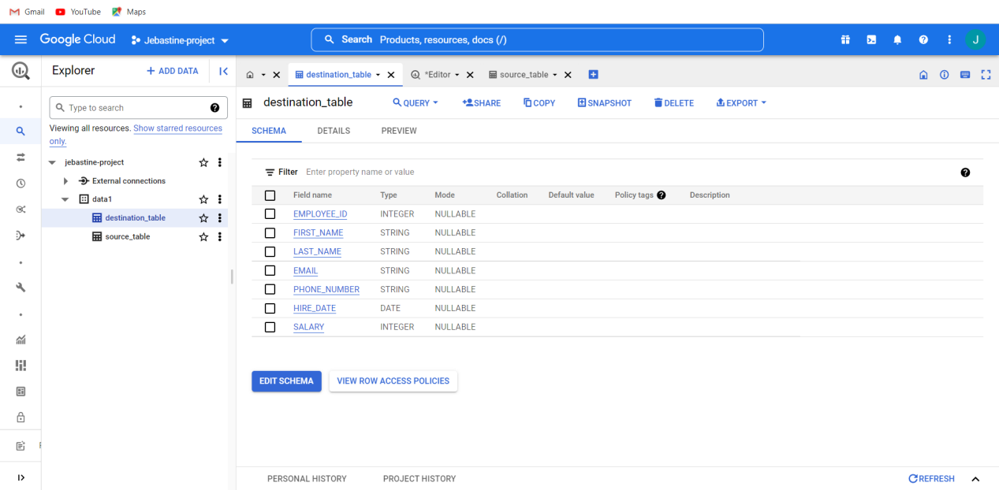 Gmail YouTube Maps
Google Cloud Jebastine-project Search Products, resources, docs (/) J
Explorer + ADD DATA
destination_table *Editor source_table
destination_table QUERY SHARE COPY SNAPSHOT DELETE EXPORT
Type to search
Viewing all resources. Show starred resources
only.
SCHEMA DETAILS PREVIEW
jebastine-project
External connections
data1
destination_table
source_table
Filter Enter property name or value
Field name Type Mode Collation Default value Policy tags Description
EMPLOYEE_ID INTEGER NULLABLE
FIRST_NAME STRING NULLABLE
LAST_NAME STRING NULLABLE
EMAIL STRING NULLABLE
PHONE_NUMBER STRING NULLABLE
HIRE_DATE DATE NULLABLE
SALARY INTEGER NULLABLE
EDIT SCHEMA VIEW ROW ACCESS POLICIES
PERSONAL HISTORY PROJECT HISTORY REFRESH